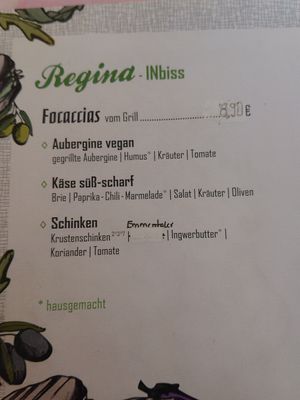 Regina - INbiss
Focaccias vom Grill ........................ 8,90 €
◊ Aubergine vegan
gegrillte Aubergine | Humus* | Kräuter | Tomate
◊ Käse süß-scharf
Brie | Paprika - Chili - Marmelade* | Salat | Kräuter | Oliven
◊ Schinken Emmentaler
Krustenschinken | | Ingwerbutter* |
Koriander | Tomate
* hausgemacht